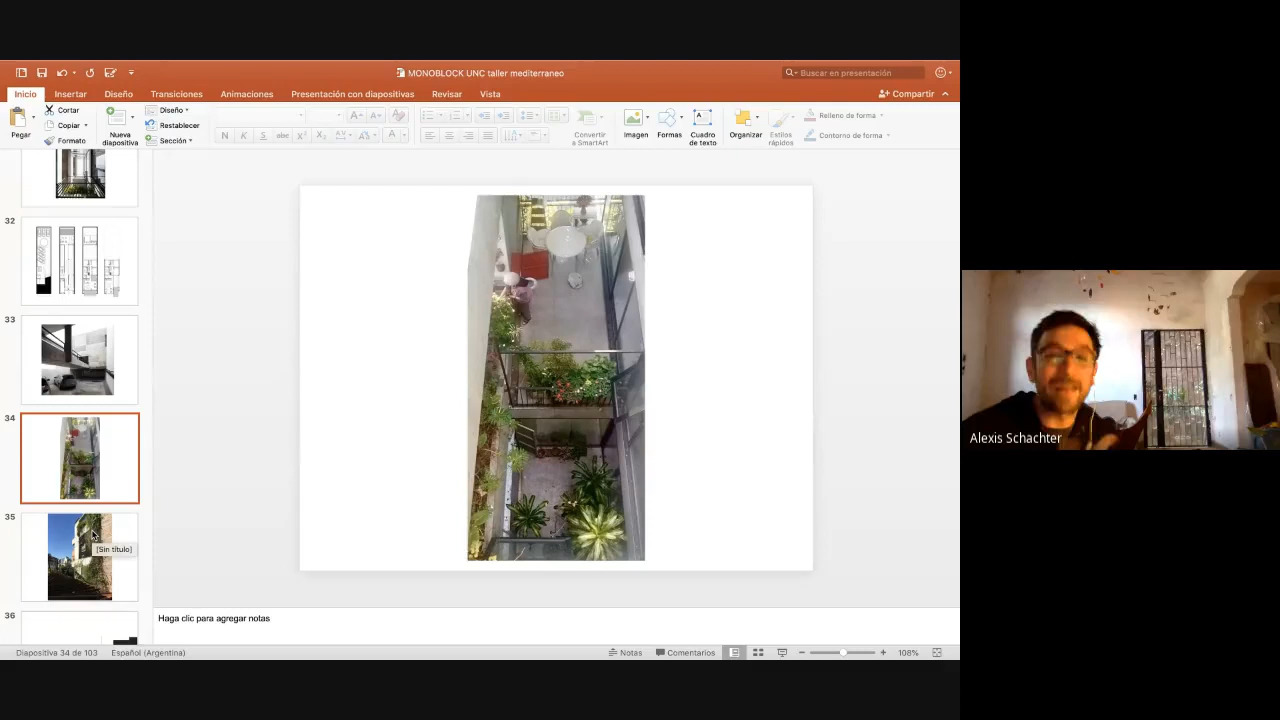 MONOBLOCK UNC taller mediterraneo
Buscar en presentación
Inicio Insertar Diseño Transiciones Animaciones Presentación con diapositivas Revisar Vista
Compartir
Pegar
Cortar
Copiar
Formato
Nueva diapositiva
Diseño
Restablecer
Sección
N K S abc X² X₂ A
Convertir a SmartArt
Imagen
Formas
Cuadro de texto
Organizar
Estilos rápidos
Relleno de forma
Contorno de forma
32
33
34
35
[Sin título]
36
Haga clic para agregar notas
Diapositiva 34 de 103 Español (Argentina) Notas Comentarios 108%
Alexis Schachter